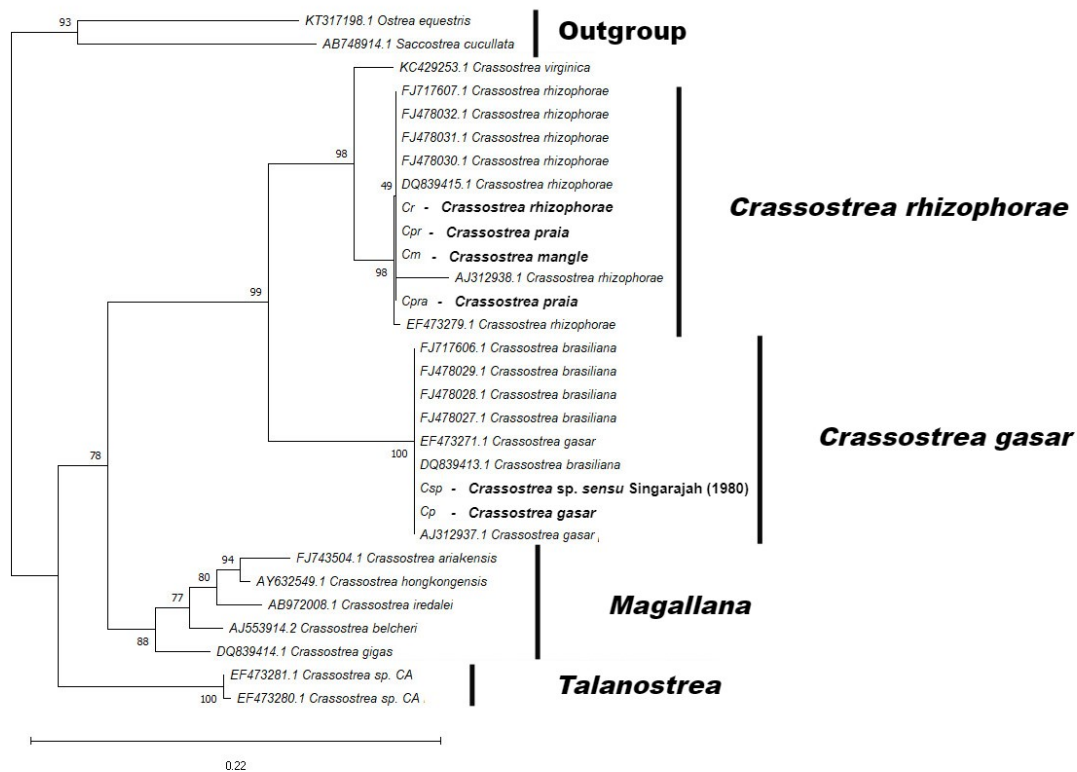 93
KT317198.1 Ostrea equestris
AB748914.1 Saccostrea cucullata
Outgroup
KC429253.1 Crassostrea virginica
FJ717607.1 Crassostrea rhizophorae
FJ478032.1 Crassostrea rhizophorae
FJ478031.1 Crassostrea rhizophorae
98
FJ478030.1 Crassostrea rhizophorae
49
DQ839415.1 Crassostrea rhizophorae
Cr - Crassostrea rhizophorae
Crassostrea rhizophorae
Cpr - Crassostrea praia
Cm - Crassostrea mangle
98
AJ312938.1 Crassostrea rhizophorae
99
Cpra - Crassostrea praia
EF473279.1 Crassostrea rhizophorae
FJ717606.1 Crassostrea brasiliana
FJ478029.1 Crassostrea brasiliana
FJ478028.1 Crassostrea brasiliana
FJ478027.1 Crassostrea brasiliana
EF473271.1 Crassostrea gasar
Crassostrea gasar
100
78
DQ839413.1 Crassostrea brasiliana
Csp - Crassostrea sp. sensu Singarajah (1980)
Cp - Crassostrea gasar
AJ312937.1 Crassostrea gasar
94
FJ743504.1 Crassostrea ariakensis
80
AY632549.1 Crassostrea hongkongensis
77
AB972008.1 Crassostrea iredalei
Magallana
AJ553914.2 Crassostrea belcheri
88
DQ839414.1 Crassostrea gigas
EF473281.1 Crassostrea sp. CA
Talanostrea
100
EF473280.1 Crassostrea sp. CA
0.22